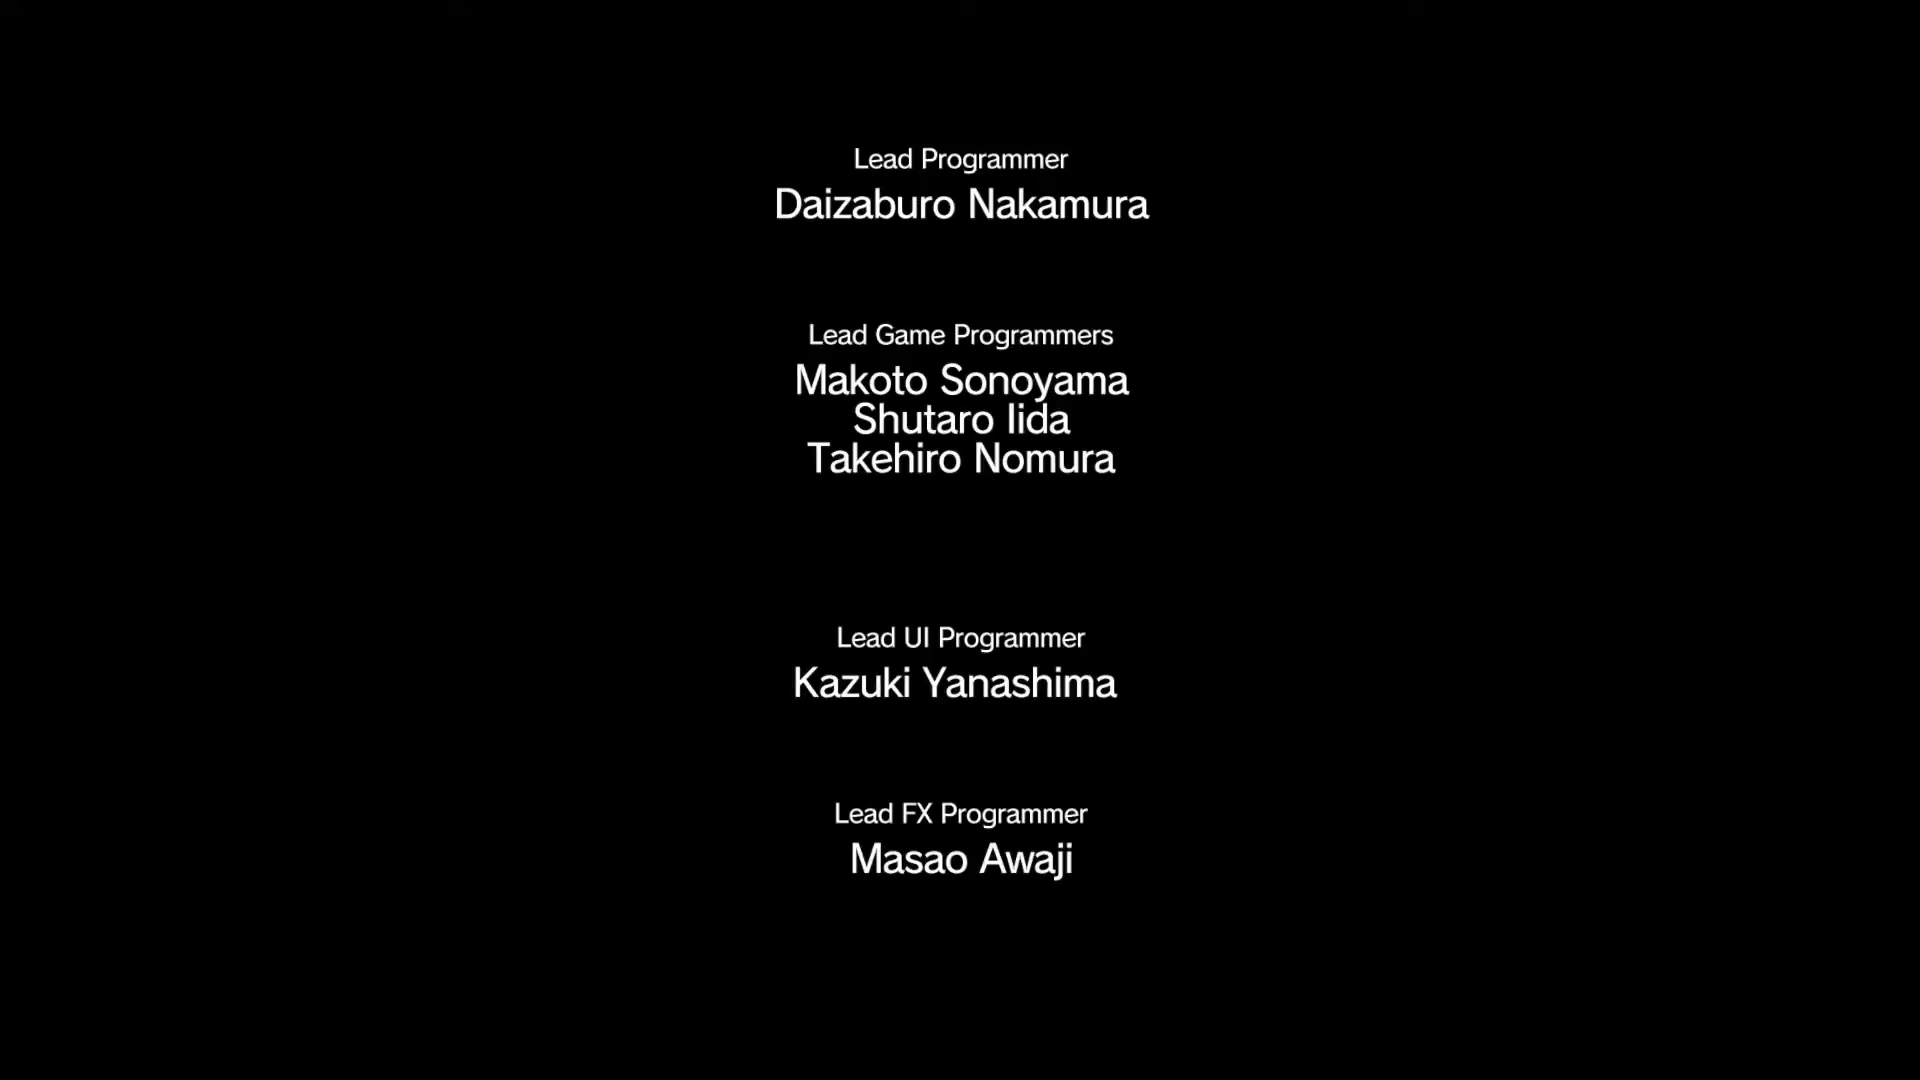 Lead Programmer
Daizaburo Nakamura
Lead Game Programmers
Makoto Sonoyama
Shutaro Iida
Takehiro Nomura
Lead UI Programmer
Kazuki Yanashima
Lead FX Programmer
Masao Awaji